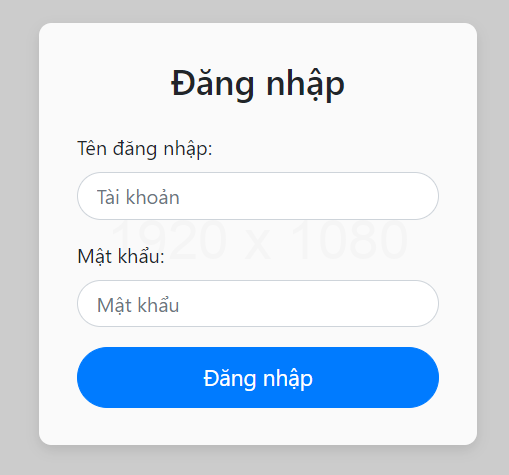 Đăng nhập
Tên đăng nhập:
Tài khoản
1920 x 1080
Mật khẩu:
Mật khẩu
Đăng nhập